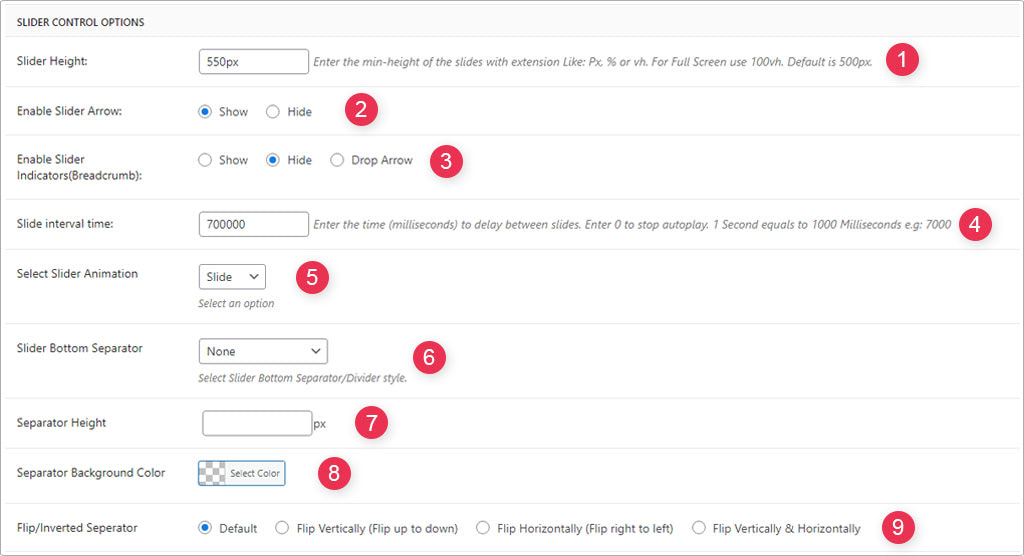 SLIDER CONTROL OPTIONS
Slider Height: 550px Enter the min-height of the slides with extension Like: Px, % or vh. For Full Screen use 100vh. Default is 500px. 1
Enable Slider Arrow: Show Hide 2
Enable Slider Show Hide Drop Arrow 3
Indicators(Breadcrumb):
Slide interval time: 700000 Enter the time (milliseconds) to delay between slides. Enter 0 to stop autoplay. 1 Second equals to 1000 Milliseconds e.g: 7000 4
Select Slider Animation Slide 5
Select an option
Slider Bottom Separator None 6
Select Slider Bottom Separator/Divider style.
Separator Height px 7
Separator Background Color Select Color 8
Flip/Inverted Seperator Default Flip Vertically (Flip up to down) Flip Horizontally (Flip right to left) Flip Vertically & Horizontally 9